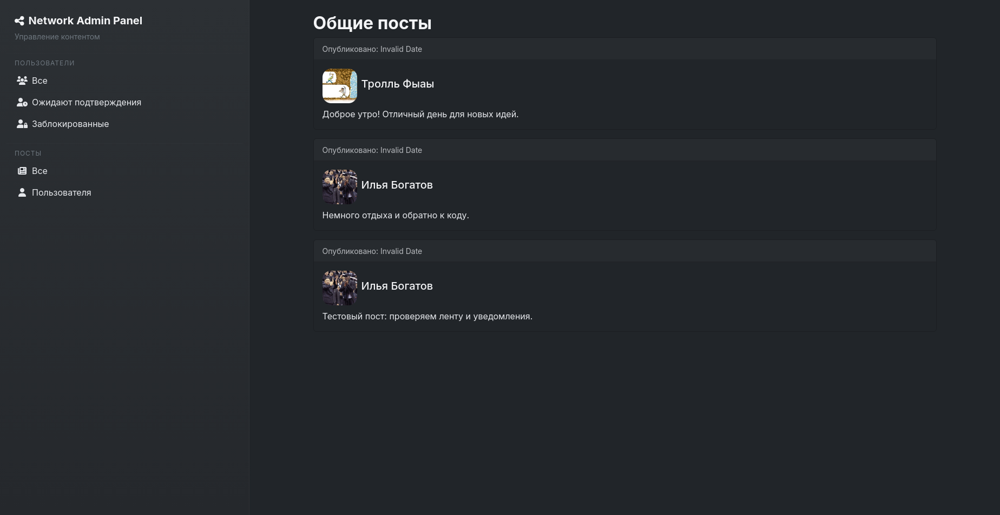 Network Admin Panel
Управление контентом
ПОЛЬЗОВАТЕЛИ
Все
Ожидают подтверждения
Заблокированные
ПОСТЫ
Все
Пользователя
Общие посты
Опубликовано: Invalid Date
Тролль Фыаы
Доброе утро! Отличный день для новых идей.
Опубликовано: Invalid Date
Илья Богатов
Немного отдыха и обратно к коду.
Опубликовано: Invalid Date
Илья Богатов
Тестовый пост: проверяем ленту и уведомления.